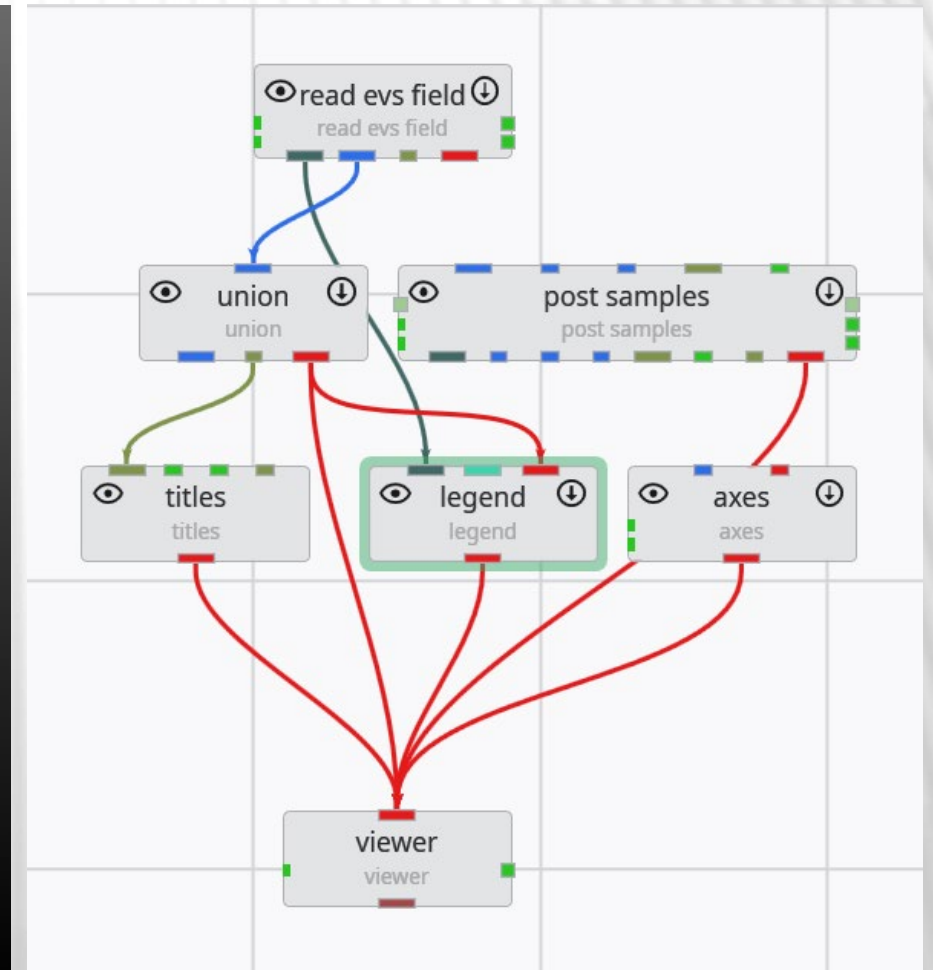 read evs field
read evs field
union
union
post samples
post samples
titles
titles
legend
legend
axes
axes
viewer
viewer